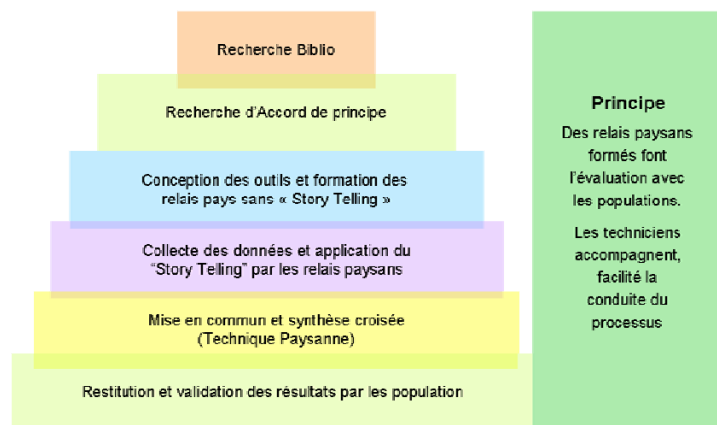 Recherche Biblio
Recherche d'Accord de principe
Conception des outils et formation des
relais pays sans « Story Telling »
Collecte des données et application du
"Story Telling" par les relais paysans
Mise en commun et synthèse croisée
(Technique Paysanne)
Restitution et validation des résultats par les population
Principe
Des relais paysans
formés font
l'évaluation avec
les populations.
Les techniciens
accompagnent,
facilité la
conduite du
processus